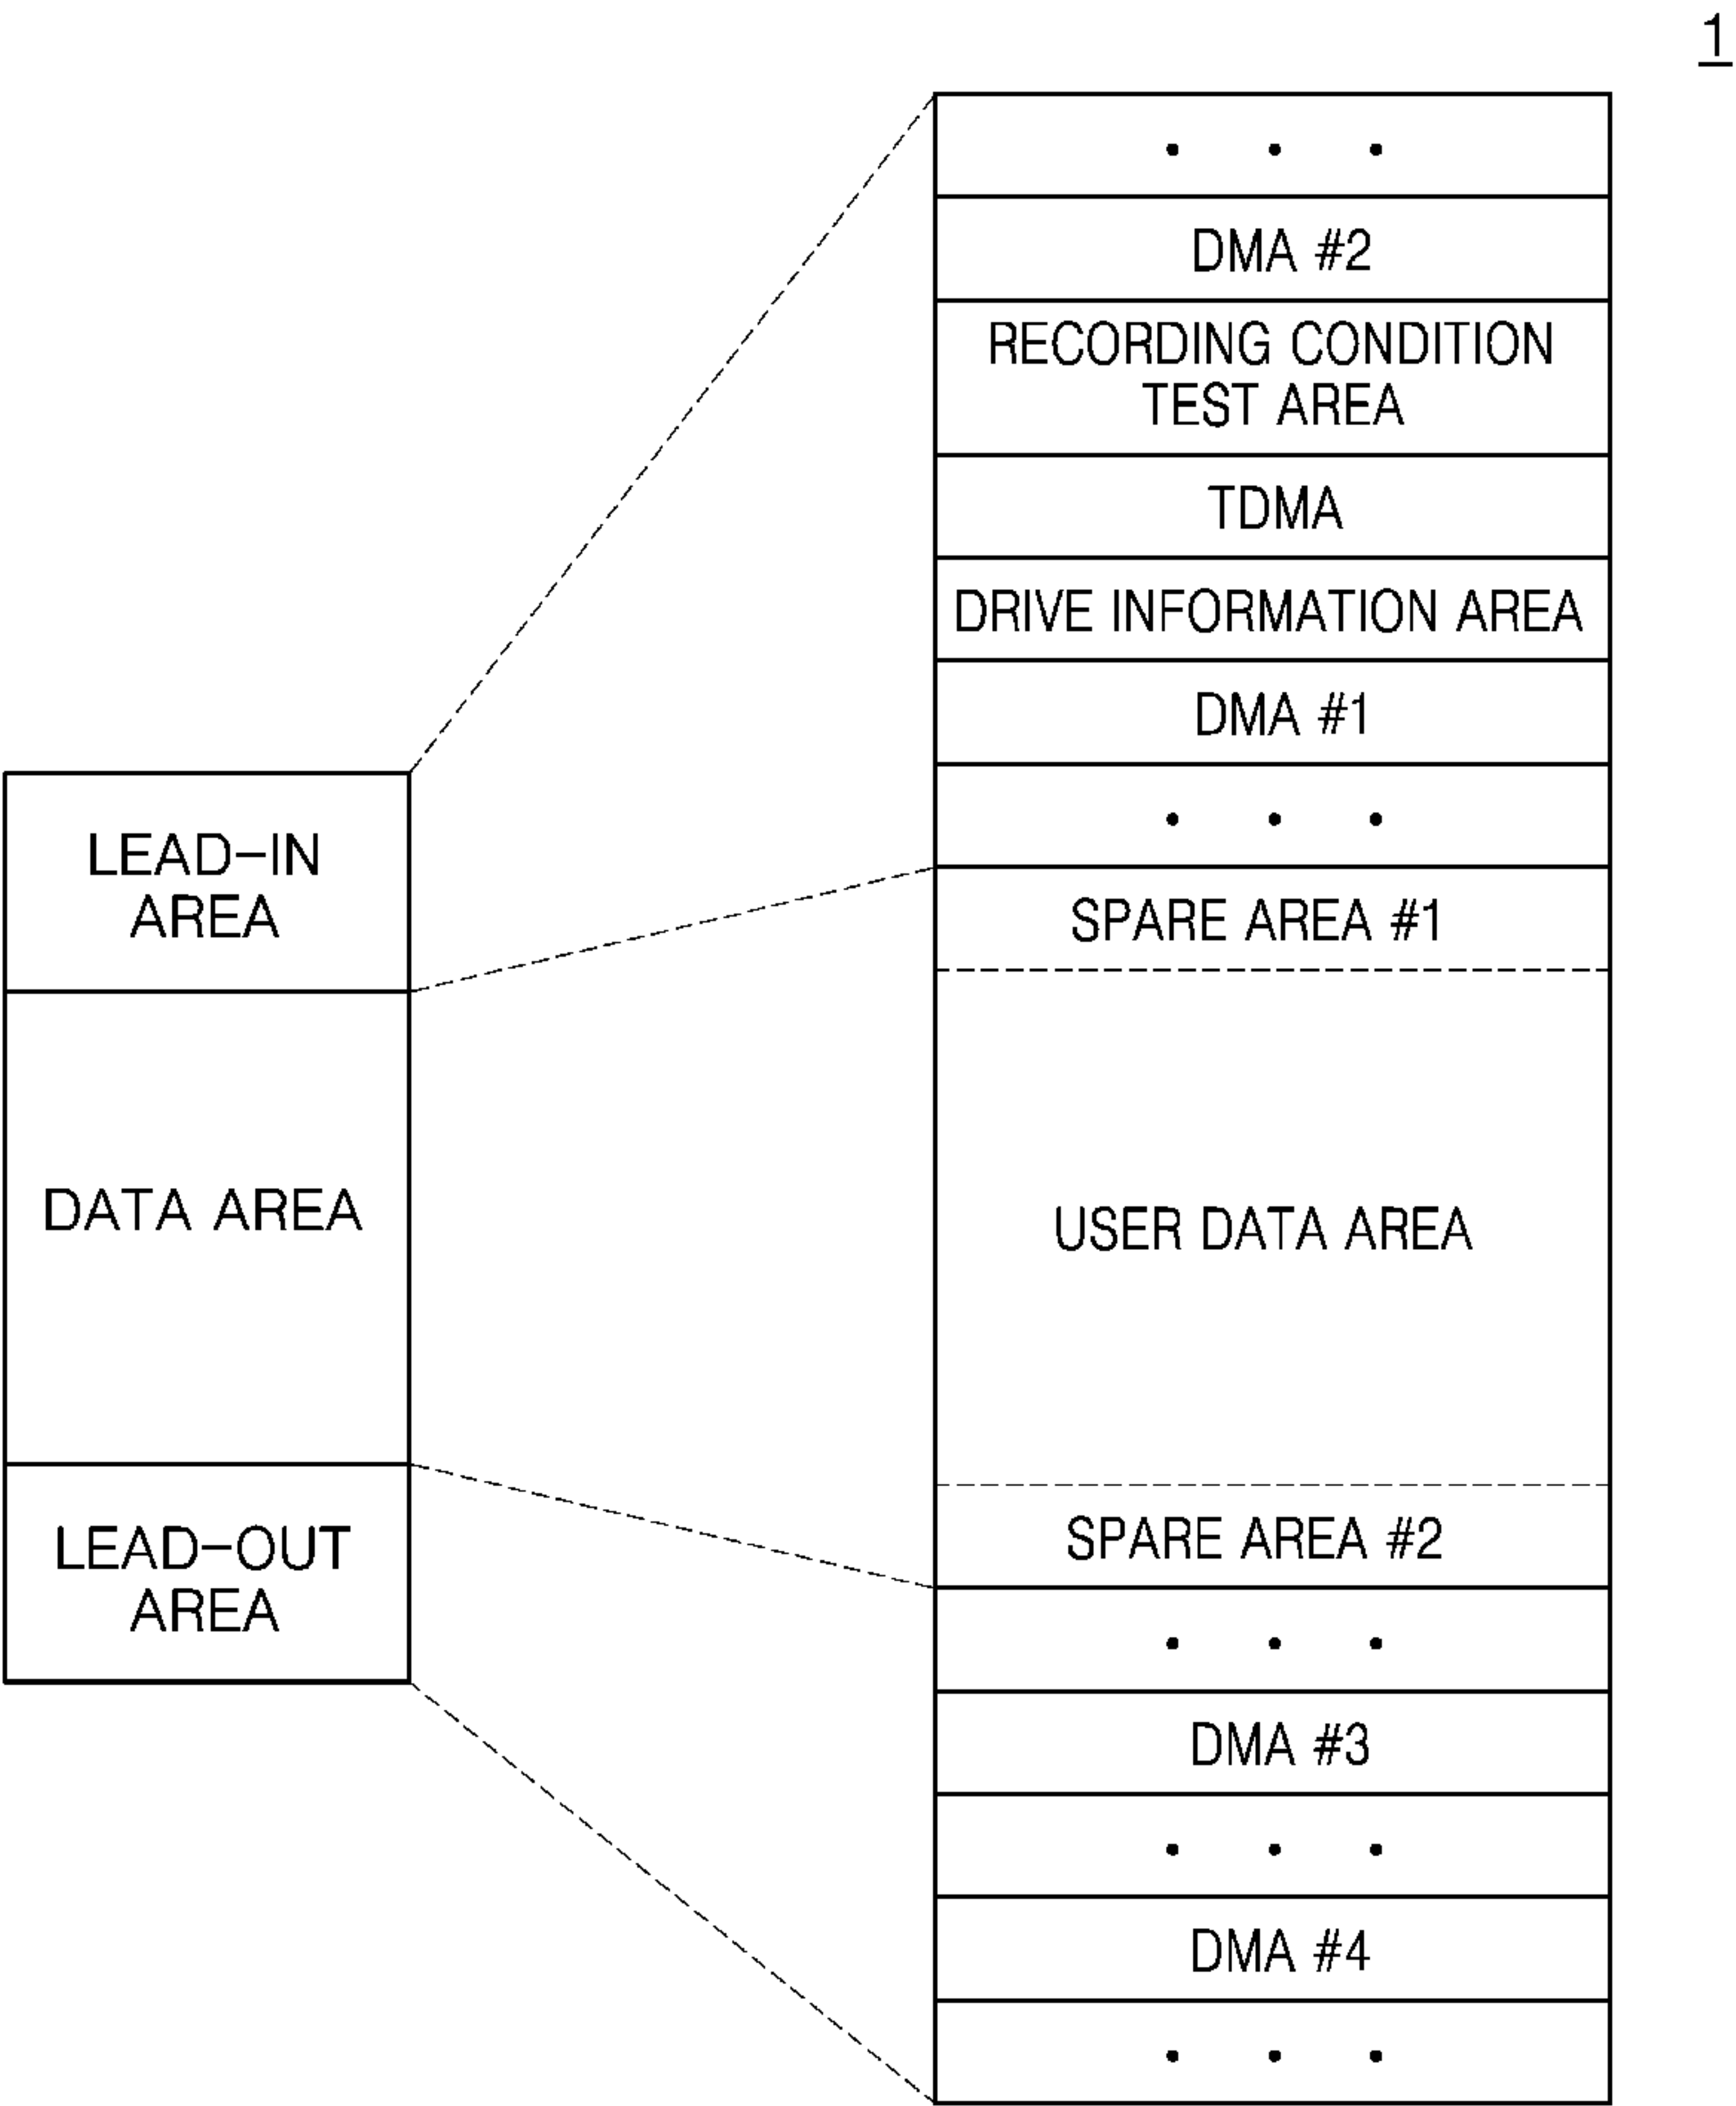 1
LEAD-IN
AREA
DATA AREA
LEAD-OUT
AREA
. . .
DMA #2
RECORDING CONDITION
TEST AREA
TDMA
DRIVE INFORMATION AREA
DMA #1
. . .
SPARE AREA #1
USER DATA AREA
SPARE AREA #2
. . .
DMA #3
. . .
DMA #4
. . .